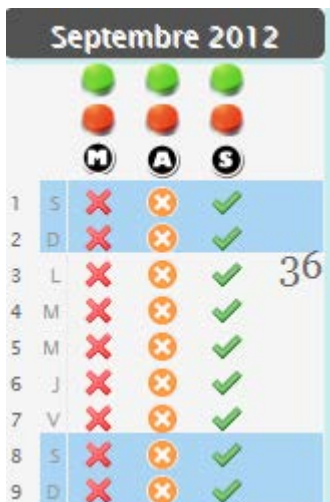 Septembre 2012
M A S
1 S
2 D
3 L 36
4 M
5 M
6 J
7 V
8 S
9 D